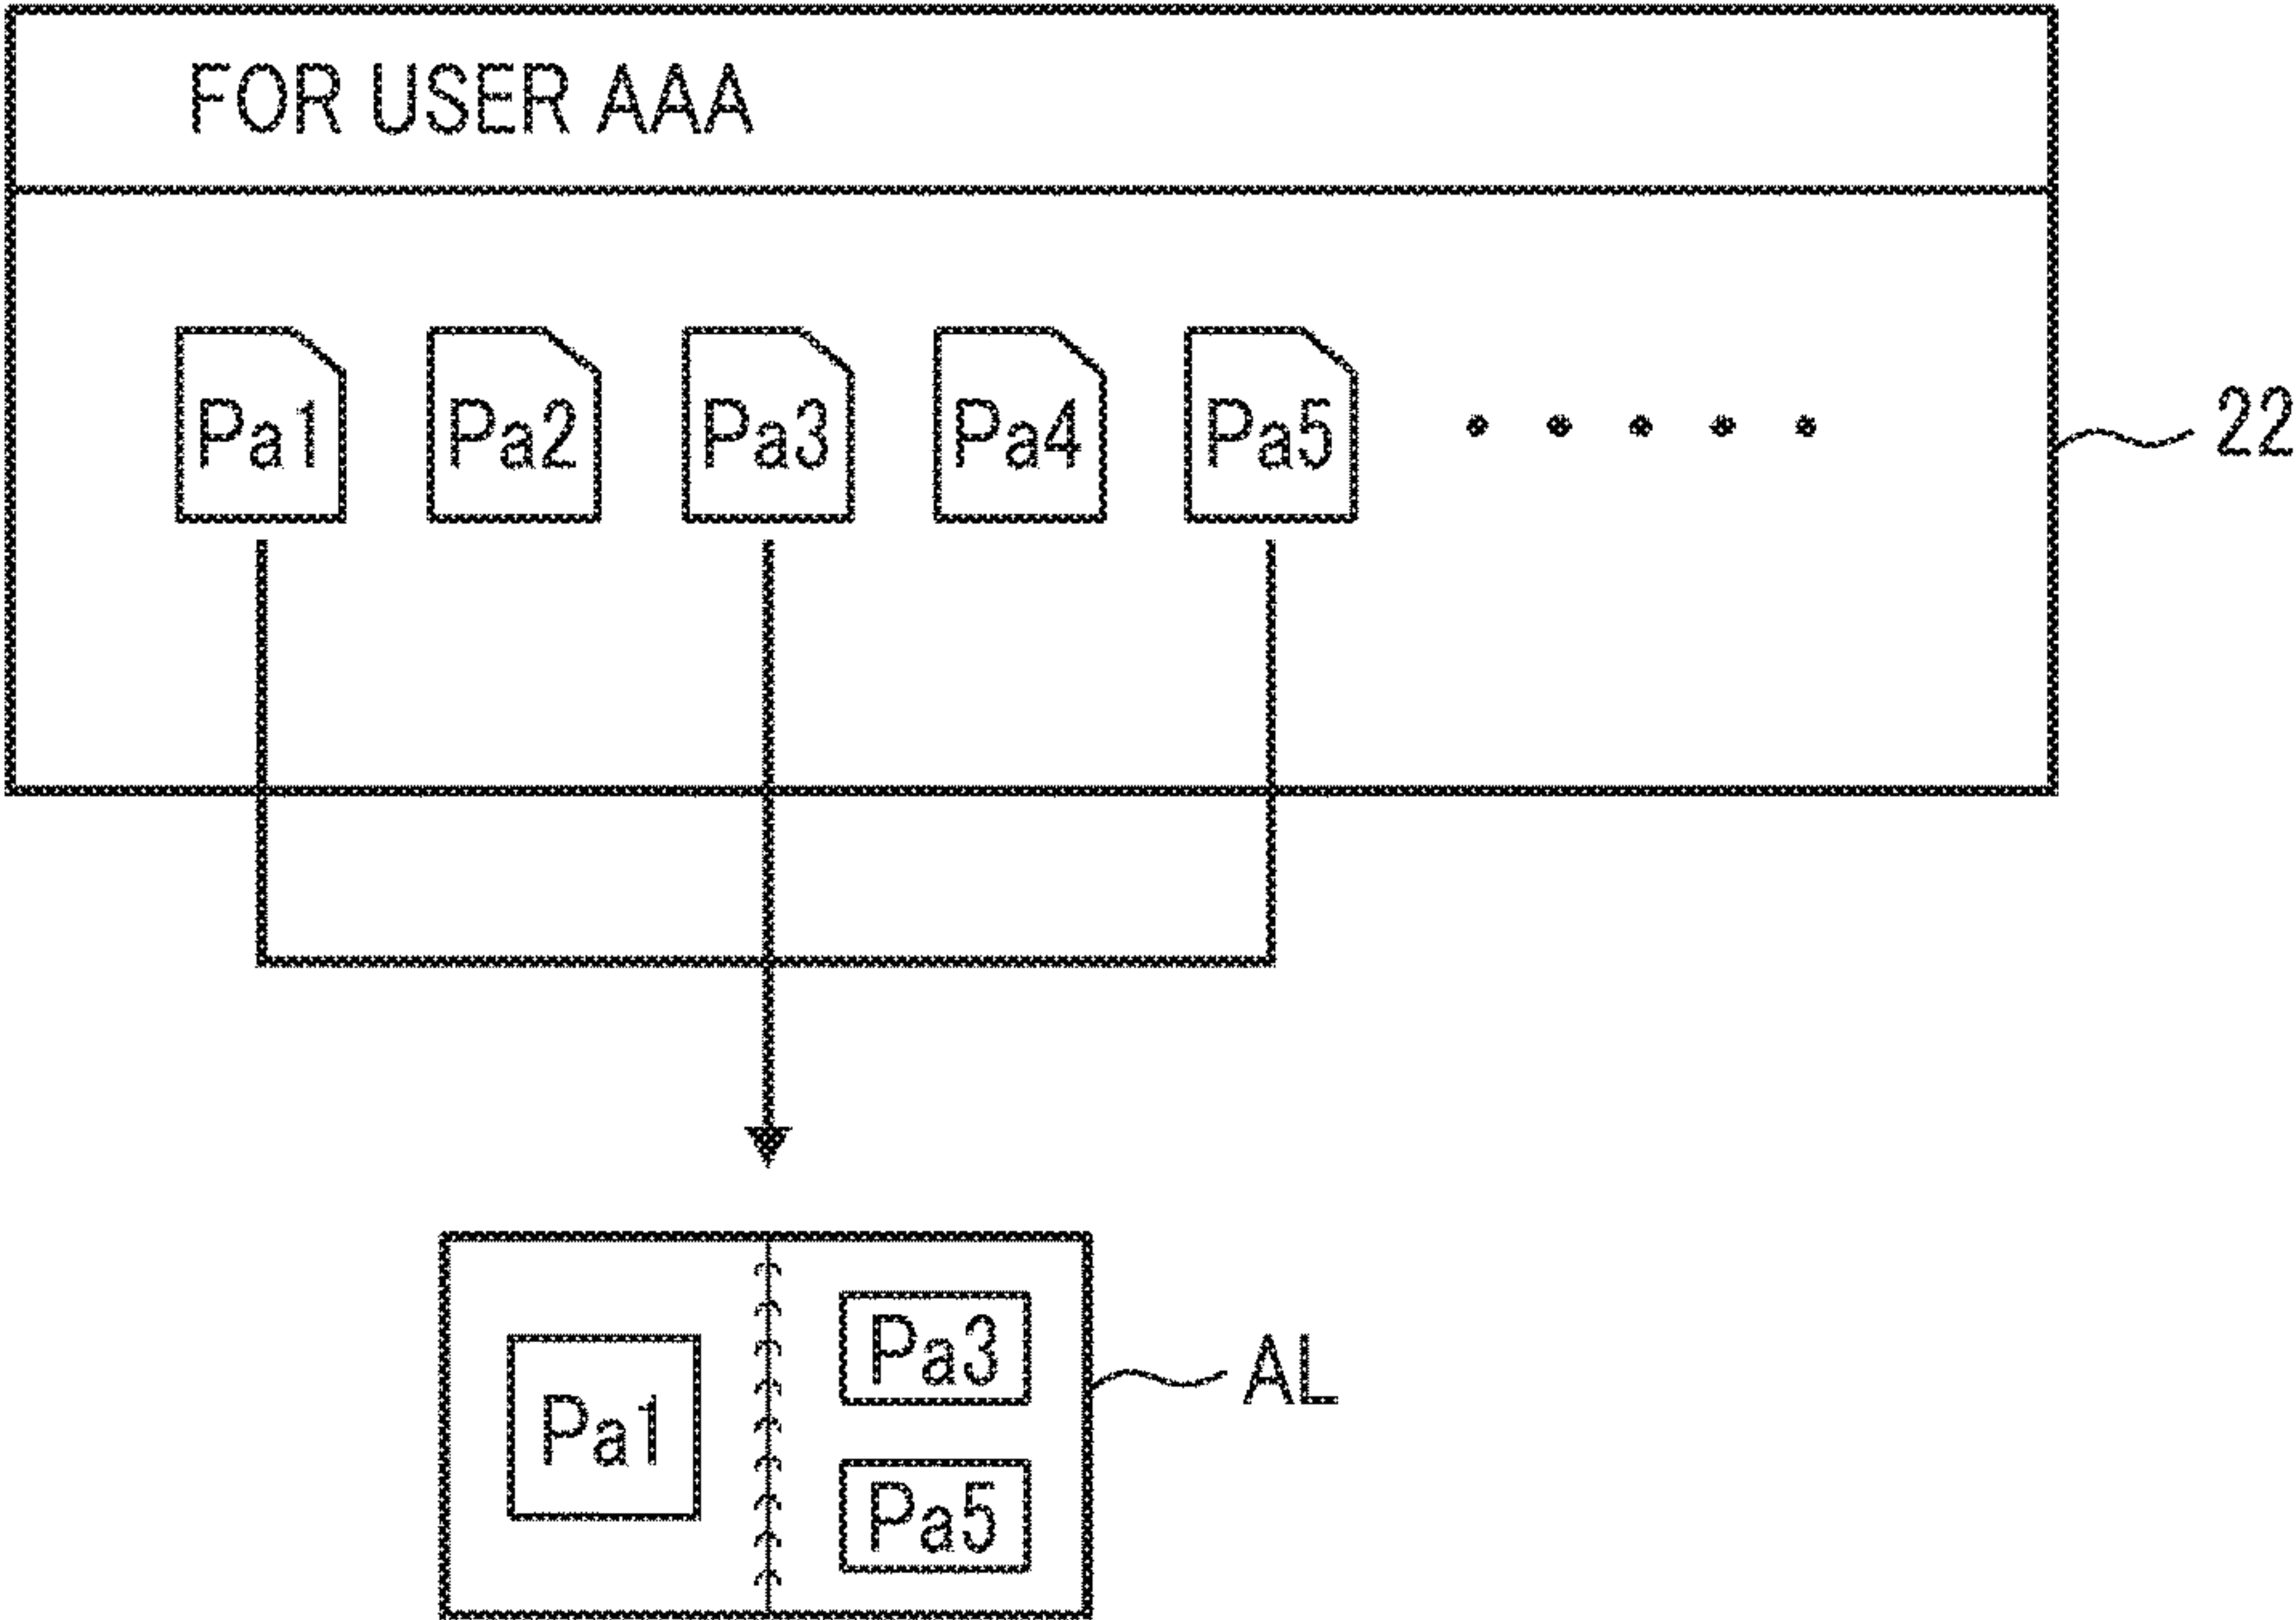 FOR USER AAA
Pa1 Pa2 Pa3 Pa4 Pa5 • • • • • 22
Pa3
AL
Pa1
Pa5